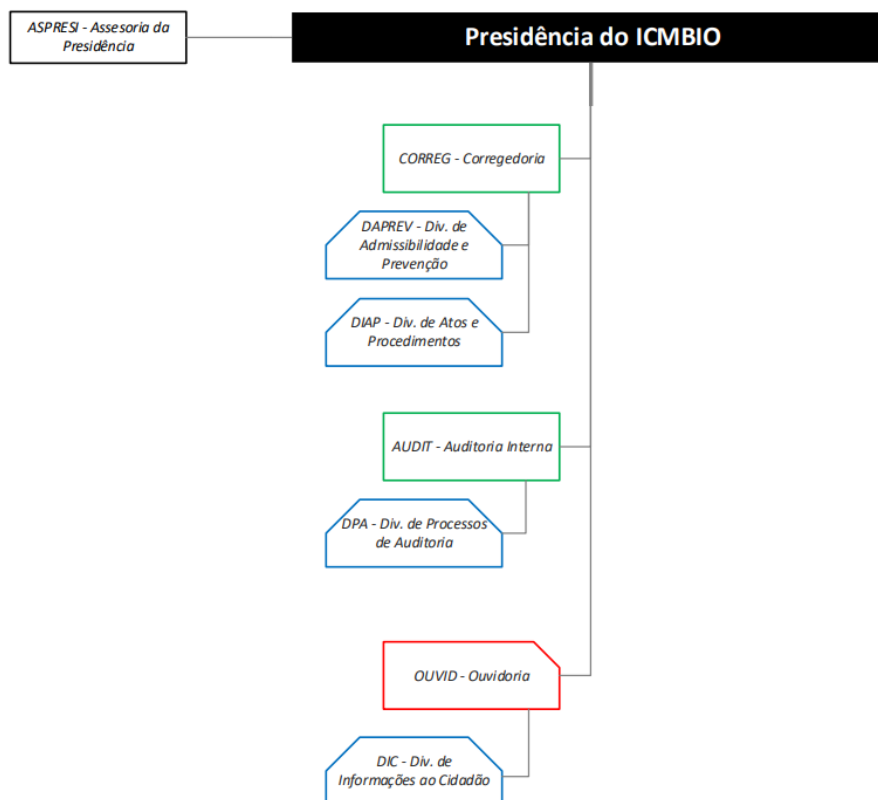 ASPRESI - Assesoria da
Presidência
Presidência do ICMBIO
CORREG - Corregedoria
DAPREV - Div. de
Admissibilidade e
Prevenção
DIAP - Div. de Atos e
Procedimentos
AUDIT - Auditoria Interna
DPA - Div. de Processos
de Auditoria
OUVID - Ouvidoria
DIC - Div. de
Informações ao Cidadão